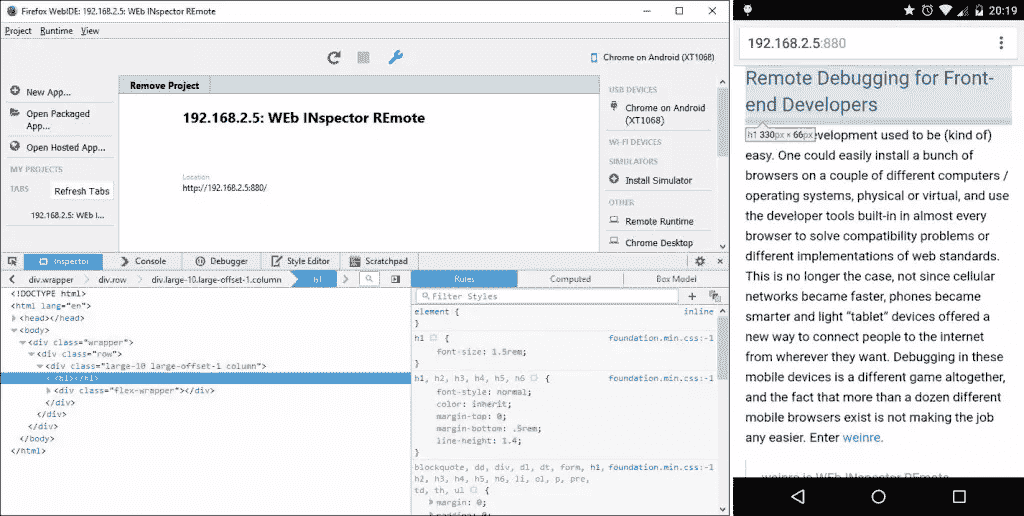 Firefox WebIDE: 192.168.2.5: WEb INspector REmote
Project Runtime View
Chrome on Android (XT1068)
New App...
Open Packaged
App...
Open Hosted App...
MY PROJECTS
TABS
Refresh Tabs
192.168.2.5: WEb I...
Remove Project
192.168.2.5: WEb INspector REmote
Location
http://192.168.2.5:880/
USB DEVICES
Chrome on Android
(XT1068)
WI-FI DEVICES
SIMULATORS
Install Simulator
OTHER
Remote Runtime
Chrome Desktop
Inspector Console Debugger Style Editor Scratchpad
div.wrapper div.row div.large-10.large-offset-1.column h1
<!DOCTYPE html>
<html lang="en">
<head></head>
<body>
<div class="wrapper">
<div class="row">
<div class="large-10 large-offset-1 column">
<h1></h1>
<div class="flex-wrapper"></div>
</div>
</div>
</div>
</body>
</html>
Rules Computed Box Model
Filter Styles
element { inline
}
h1 { foundation.min.css:-1
font-size: 1.5rem;
}
h1, h2, h3, h4, h5, h6 { foundation.min.css:-1
font-style: normal;
color: inherit;
margin-top: 0;
margin-bottom: .5rem;
line-height: 1.4;
}
blockquote, dd, div, dl, dt, form, h1, foundation.min.css:-1
h2, h3, h4, h5, h6, li, ol, p, pre,
td, th, ul {
margin: 0;
padding: 0;
20:19
192.168.2.5:880
Remote Debugging for Front-
end Developers
h1 330px × 66px
evelopment used to be (kind of)
easy. One could easily install a bunch of
browsers on a couple of different computers /
operating systems, physical or virtual, and use
the developer tools built-in in almost every
browser to solve compatibility problems or
different implementations of web standards.
This is no longer the case, not since cellular
networks became faster, phones became
smarter and light “tablet” devices offered a
new way to connect people to the internet
from wherever they want. Debugging in these
mobile devices is a different game altogether,
and the fact that more than a dozen different
mobile browsers exist is not making the job
any easier. Enter weinre.
weinre is WEb INspector REmote